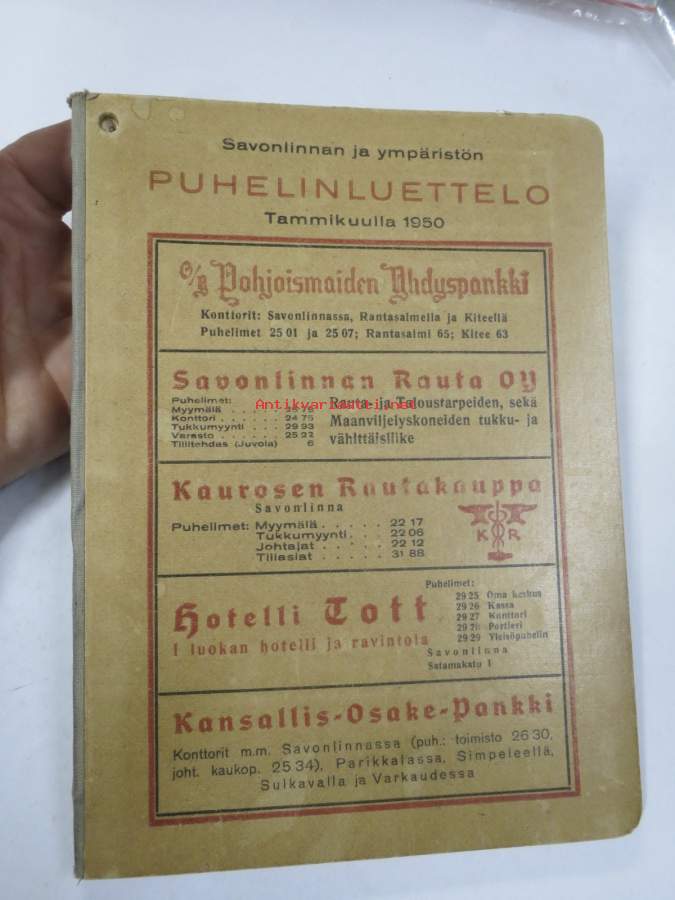 Savonlinnan ja ympäristön
PUHELINLUETTELO
Tammikuulla 1950
O/Y Pohjoismaiden Yhdyspankki
Konttorit: Savonlinnassa, Rantasalmella ja Kiteellä
Puhelimet 25 01 ja 25 07; Rantasalmi 65; Kitee 63
Savonlinnan Rauta OY
Puhelimet:
Myymälä . . . . .
Konttori . . . . . . 24 75
Tukkumyynti . . . 29 93
Varasto . . . . . . 25 22
Tiilitehdas (Juvola) 6
Rauta- ja Taloustarpeiden, sekä
Maanviljelyskoneiden tukku- ja
vähittäisliike
Antikvariaatti.net
Kaurosen Rautakauppa
Savonlinna
Puhelimet: Myymälä . . . . . 22 17
Tukkumyynti . . . 22 06
Johtajat . . . . 22 12
Tiliasiat . . . . . 31 88
K R
Hotelli Tott
I luokan hotelli ja ravintola
Puhelimet:
29 25 Oma keskus
29 26 Kassa
29 27 Konttori
29 28 Portieri
29 29 Yleisöpuhelin
Savonlinna
Satamakatu 1
Kansallis-Osake-Pankki
Konttorit m.m. Savonlinnassa (puh.: toimisto 26 30,
joht. kaukop. 25 34), Parikkalassa, Simpeleellä,
Sulkavalla ja Varkaudessa